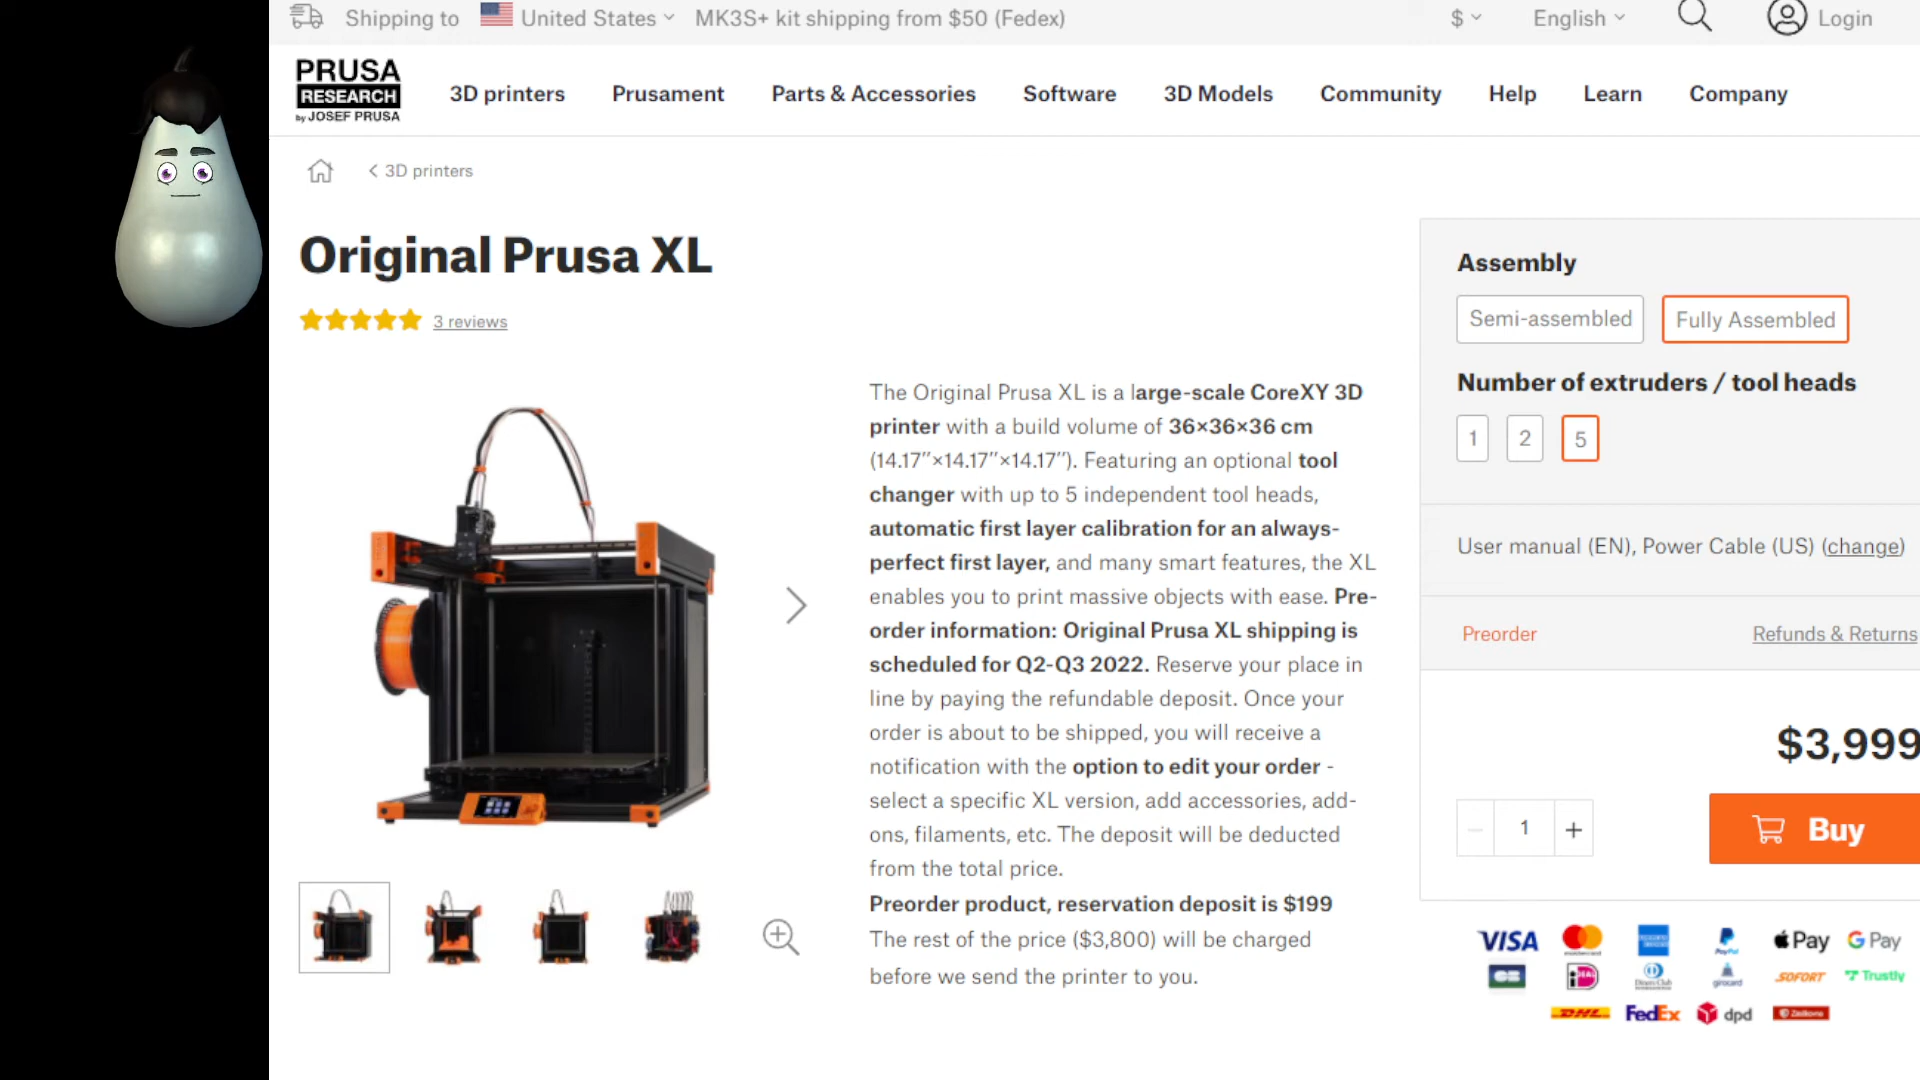 Shipping to United States MK3S+ kit shipping from $50 (Fedex) $ English Login
PRUSA
RESEARCH
by JOSEF PRUSA
3D printers Prusament Parts & Accessories Software 3D Models Community Help Learn Company
< 3D printers
Original Prusa XL
3 reviews
The Original Prusa XL is a large-scale CoreXY 3D
printer with a build volume of 36×36×36 cm
(14.17″×14.17″×14.17″). Featuring an optional tool
changer with up to 5 independent tool heads,
automatic first layer calibration for an always-
perfect first layer, and many smart features, the XL
enables you to print massive objects with ease. Pre-
order information: Original Prusa XL shipping is
scheduled for Q2-Q3 2022. Reserve your place in
line by paying the refundable deposit. Once your
order is about to be shipped, you will receive a
notification with the option to edit your order -
select a specific XL version, add accessories, add-
ons, filaments, etc. The deposit will be deducted
from the total price.
Preorder product, reservation deposit is $199
The rest of the price ($3,800) will be charged
before we send the printer to you.
Assembly
Semi-assembled Fully Assembled
Number of extruders / tool heads
1 2 5
User manual (EN), Power Cable (US) (change)
Preorder Refunds & Returns
$3,999
- 1 + Buy
VISA mastercard PayPal Pay G Pay
CB iDEAL Diners Club girocard SOFORT Trustly
DHL FedEx dpd Zásilkovna